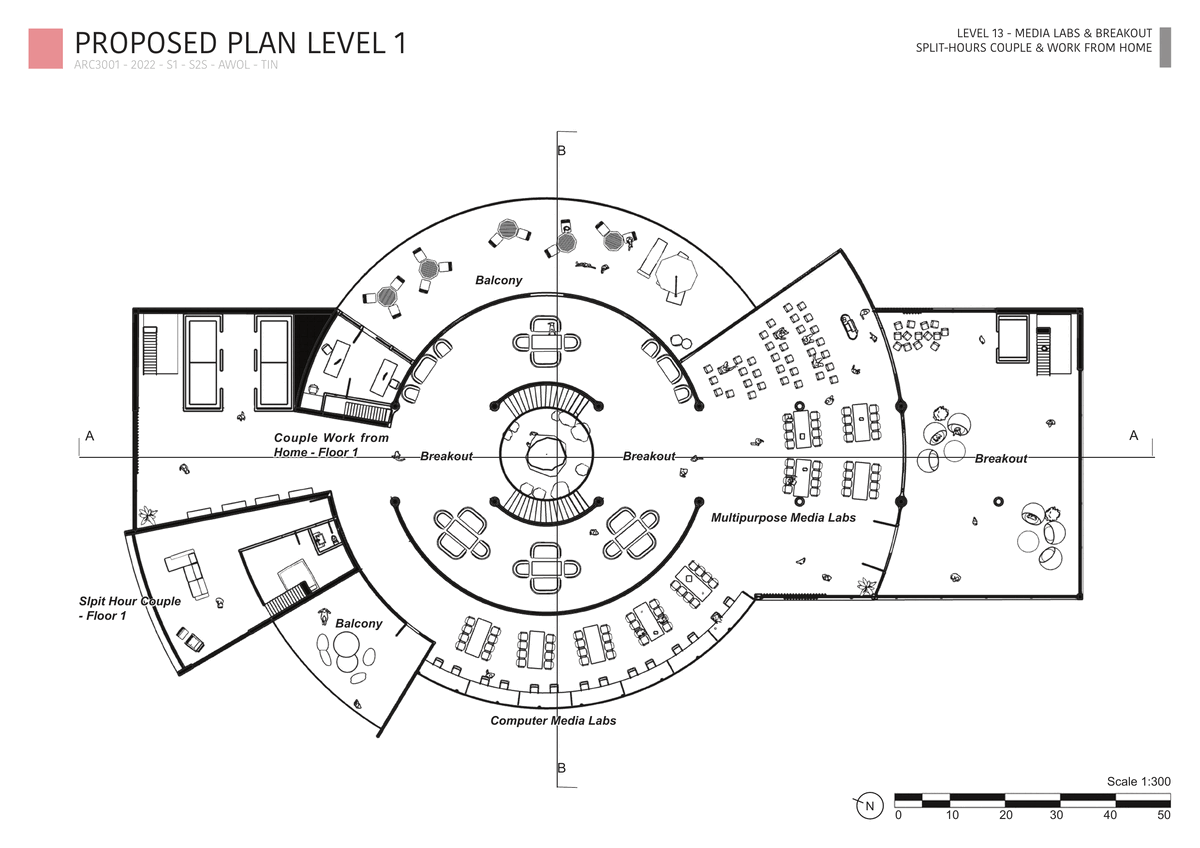 PROPOSED PLAN LEVEL 1
ARC3001 - 2022 - S1 - S2S - AWOL - TIN
LEVEL 13 - MEDIA LABS & BREAKOUT
SPLIT-HOURS COUPLE & WORK FROM HOME
B
Balcony
A
A
Couple Work from
Home - Floor 1
Breakout
Breakout
Breakout
Multipurpose Media Labs
Slpit Hour Couple
- Floor 1
Balcony
Computer Media Labs
B
Scale 1:300
N
0 10 20 30 40 50